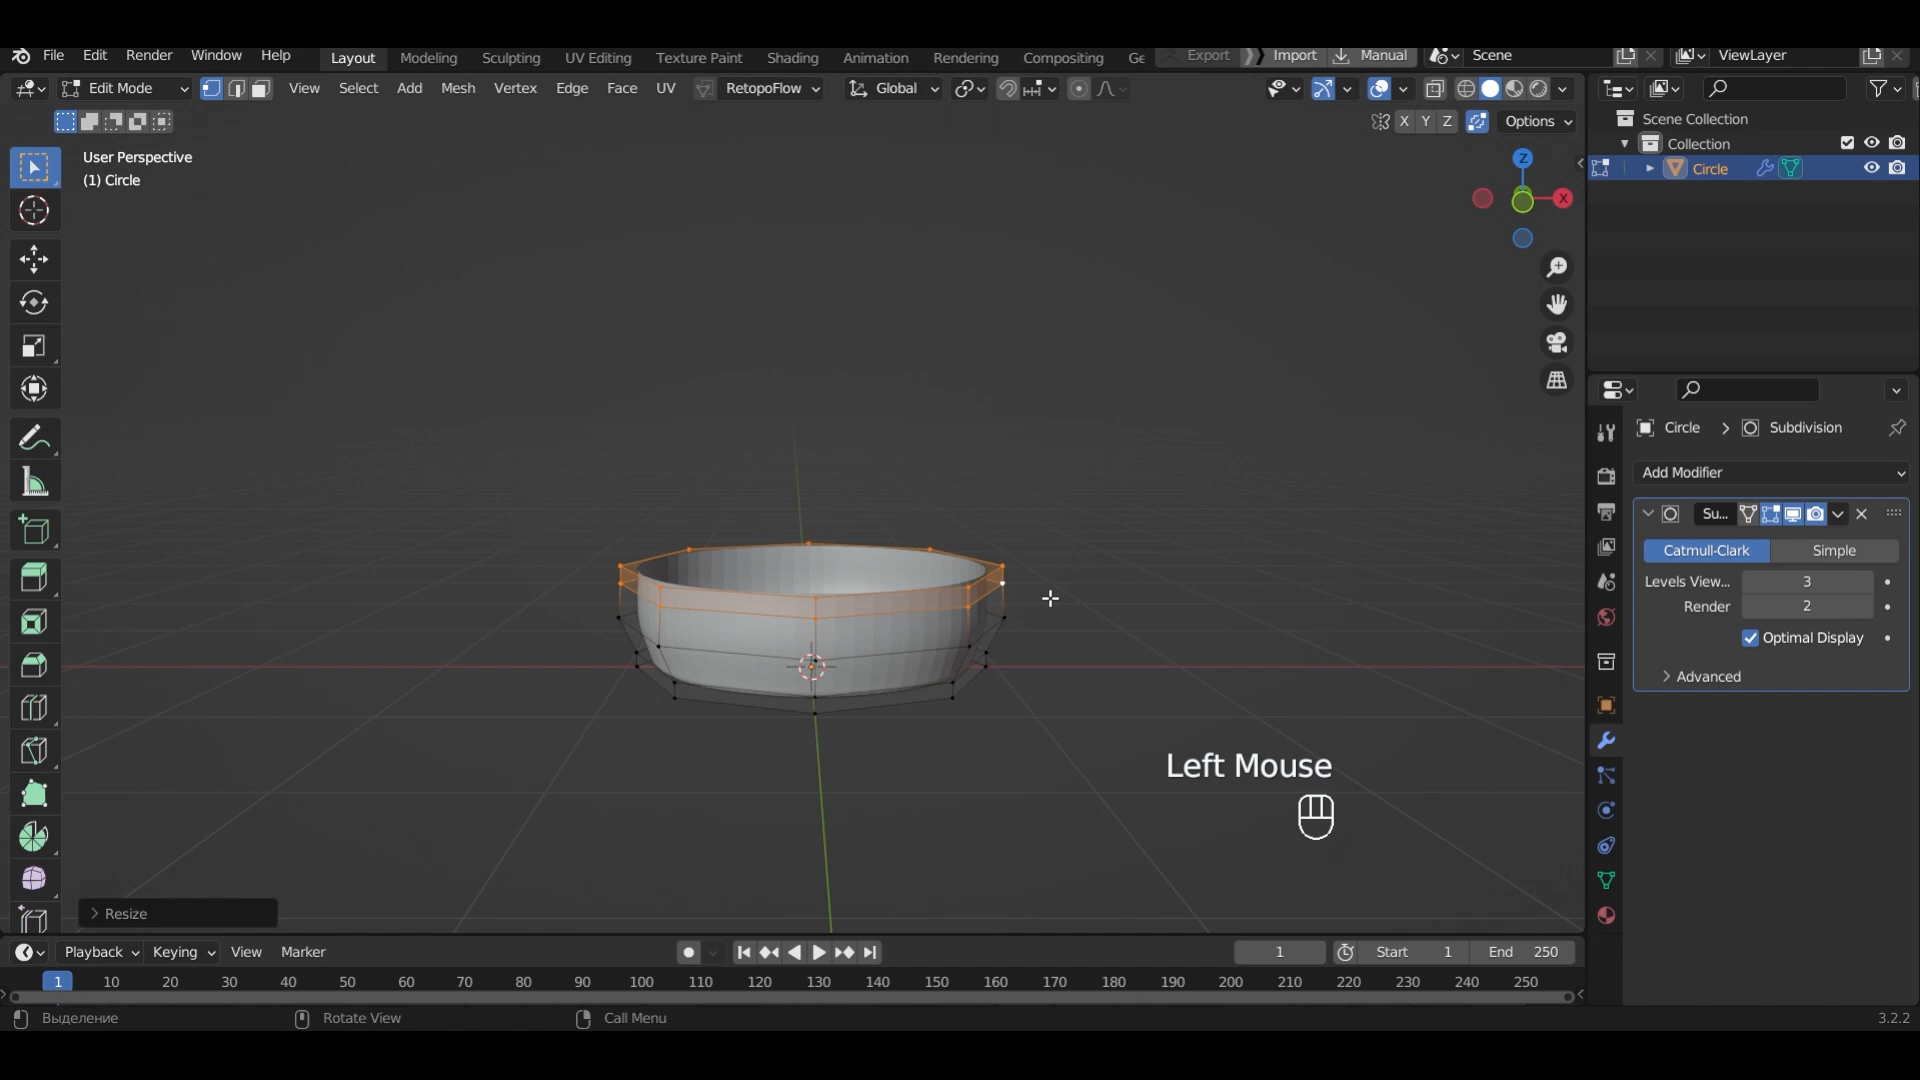 File Edit Render Window Help Layout Modeling Sculpting UV Editing Texture Paint Shading Animation Rendering Compositing Ge Export Import Manual Scene ViewLayer
Edit Mode View Select Add Mesh Vertex Edge Face UV RetopoFlow Global
X Y Z Options
User Perspective
(1) Circle
Z
X
Scene Collection
Collection
Circle
Circle > Subdivision
Add Modifier
Su...
Catmull-Clark Simple
Levels View... 3
Render 2
Optimal Display
Advanced
Left Mouse
Resize
Playback Keying View Marker 1 Start 1 End 250
1 10 20 30 40 50 60 70 80 90 100 110 120 130 140 150 160 170 180 190 200 210 220 230 240 250
Выделение Rotate View Call Menu 3.2.2